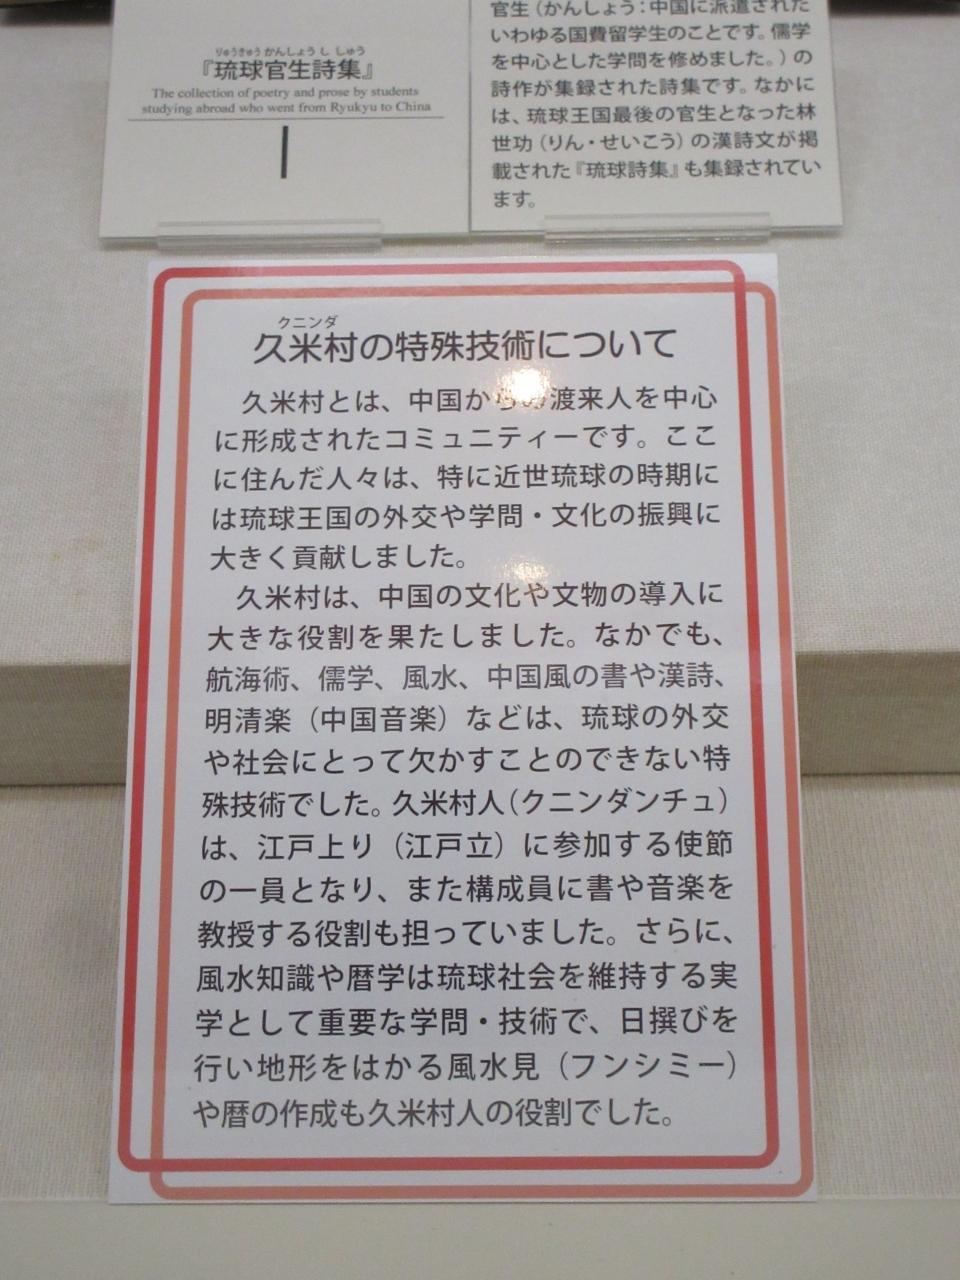 りゅうきゅう かんしょう し しゅう
『琉球官生詩集』
The collection of poetry and prose by students
studying abroad who went from Ryukyu to China
官生（かんしょう：中国に派遣された
いわゆる国費留学生のことです。儒学
を中心とした学問を修めました。）の
詩作が集録された詩集です。なかに
は、琉球王国最後の官生となった林
世功（りん・せいこう）の漢詩文が掲
載された『琉球詩集』も集録されてい
ます。
クニンダ
久米村の特殊技術について
久米村とは、中国からの渡来人を中心
に形成されたコミュニティーです。ここ
に住んだ人々は、特に近世琉球の時期に
は琉球王国の外交や学問・文化の振興に
大きく貢献しました。
久米村は、中国の文化や文物の導入に
大きな役割を果たしました。なかでも、
航海術、儒学、風水、中国風の書や漢詩、
明清楽（中国音楽）などは、琉球の外交
や社会にとって欠かすことのできない特
殊技術でした。久米村人（クニンダンチュ）
は、江戸上り（江戸立）に参加する使節
の一員となり、また構成員に書や音楽を
教授する役割も担っていました。さらに、
風水知識や暦学は琉球社会を維持する実
学として重要な学問・技術で、日撰びを
行い地形をはかる風水見（フンシミー）
や暦の作成も久米村人の役割でした。